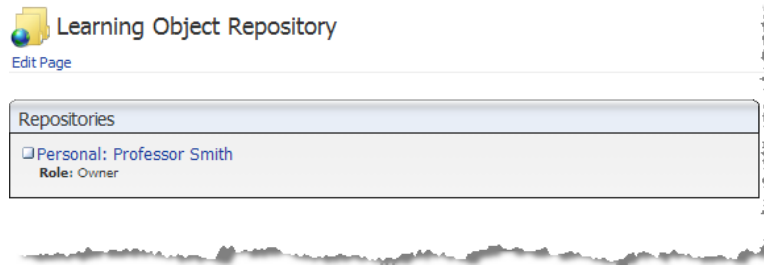 Learning Object Repository
Edit Page
Repositories
Personal: Professor Smith
Role: Owner